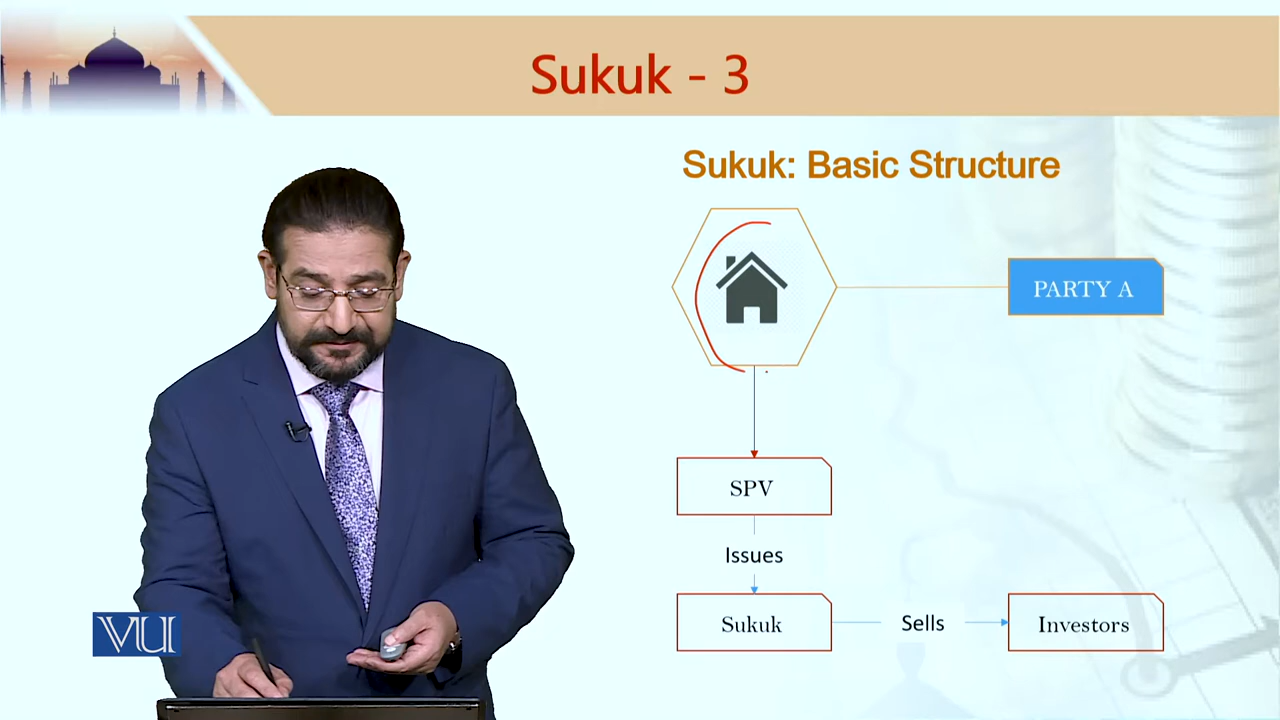 Sukuk - 3
Sukuk: Basic Structure
PARTY A
SPV
Issues
Sukuk
Sells
Investors
VU